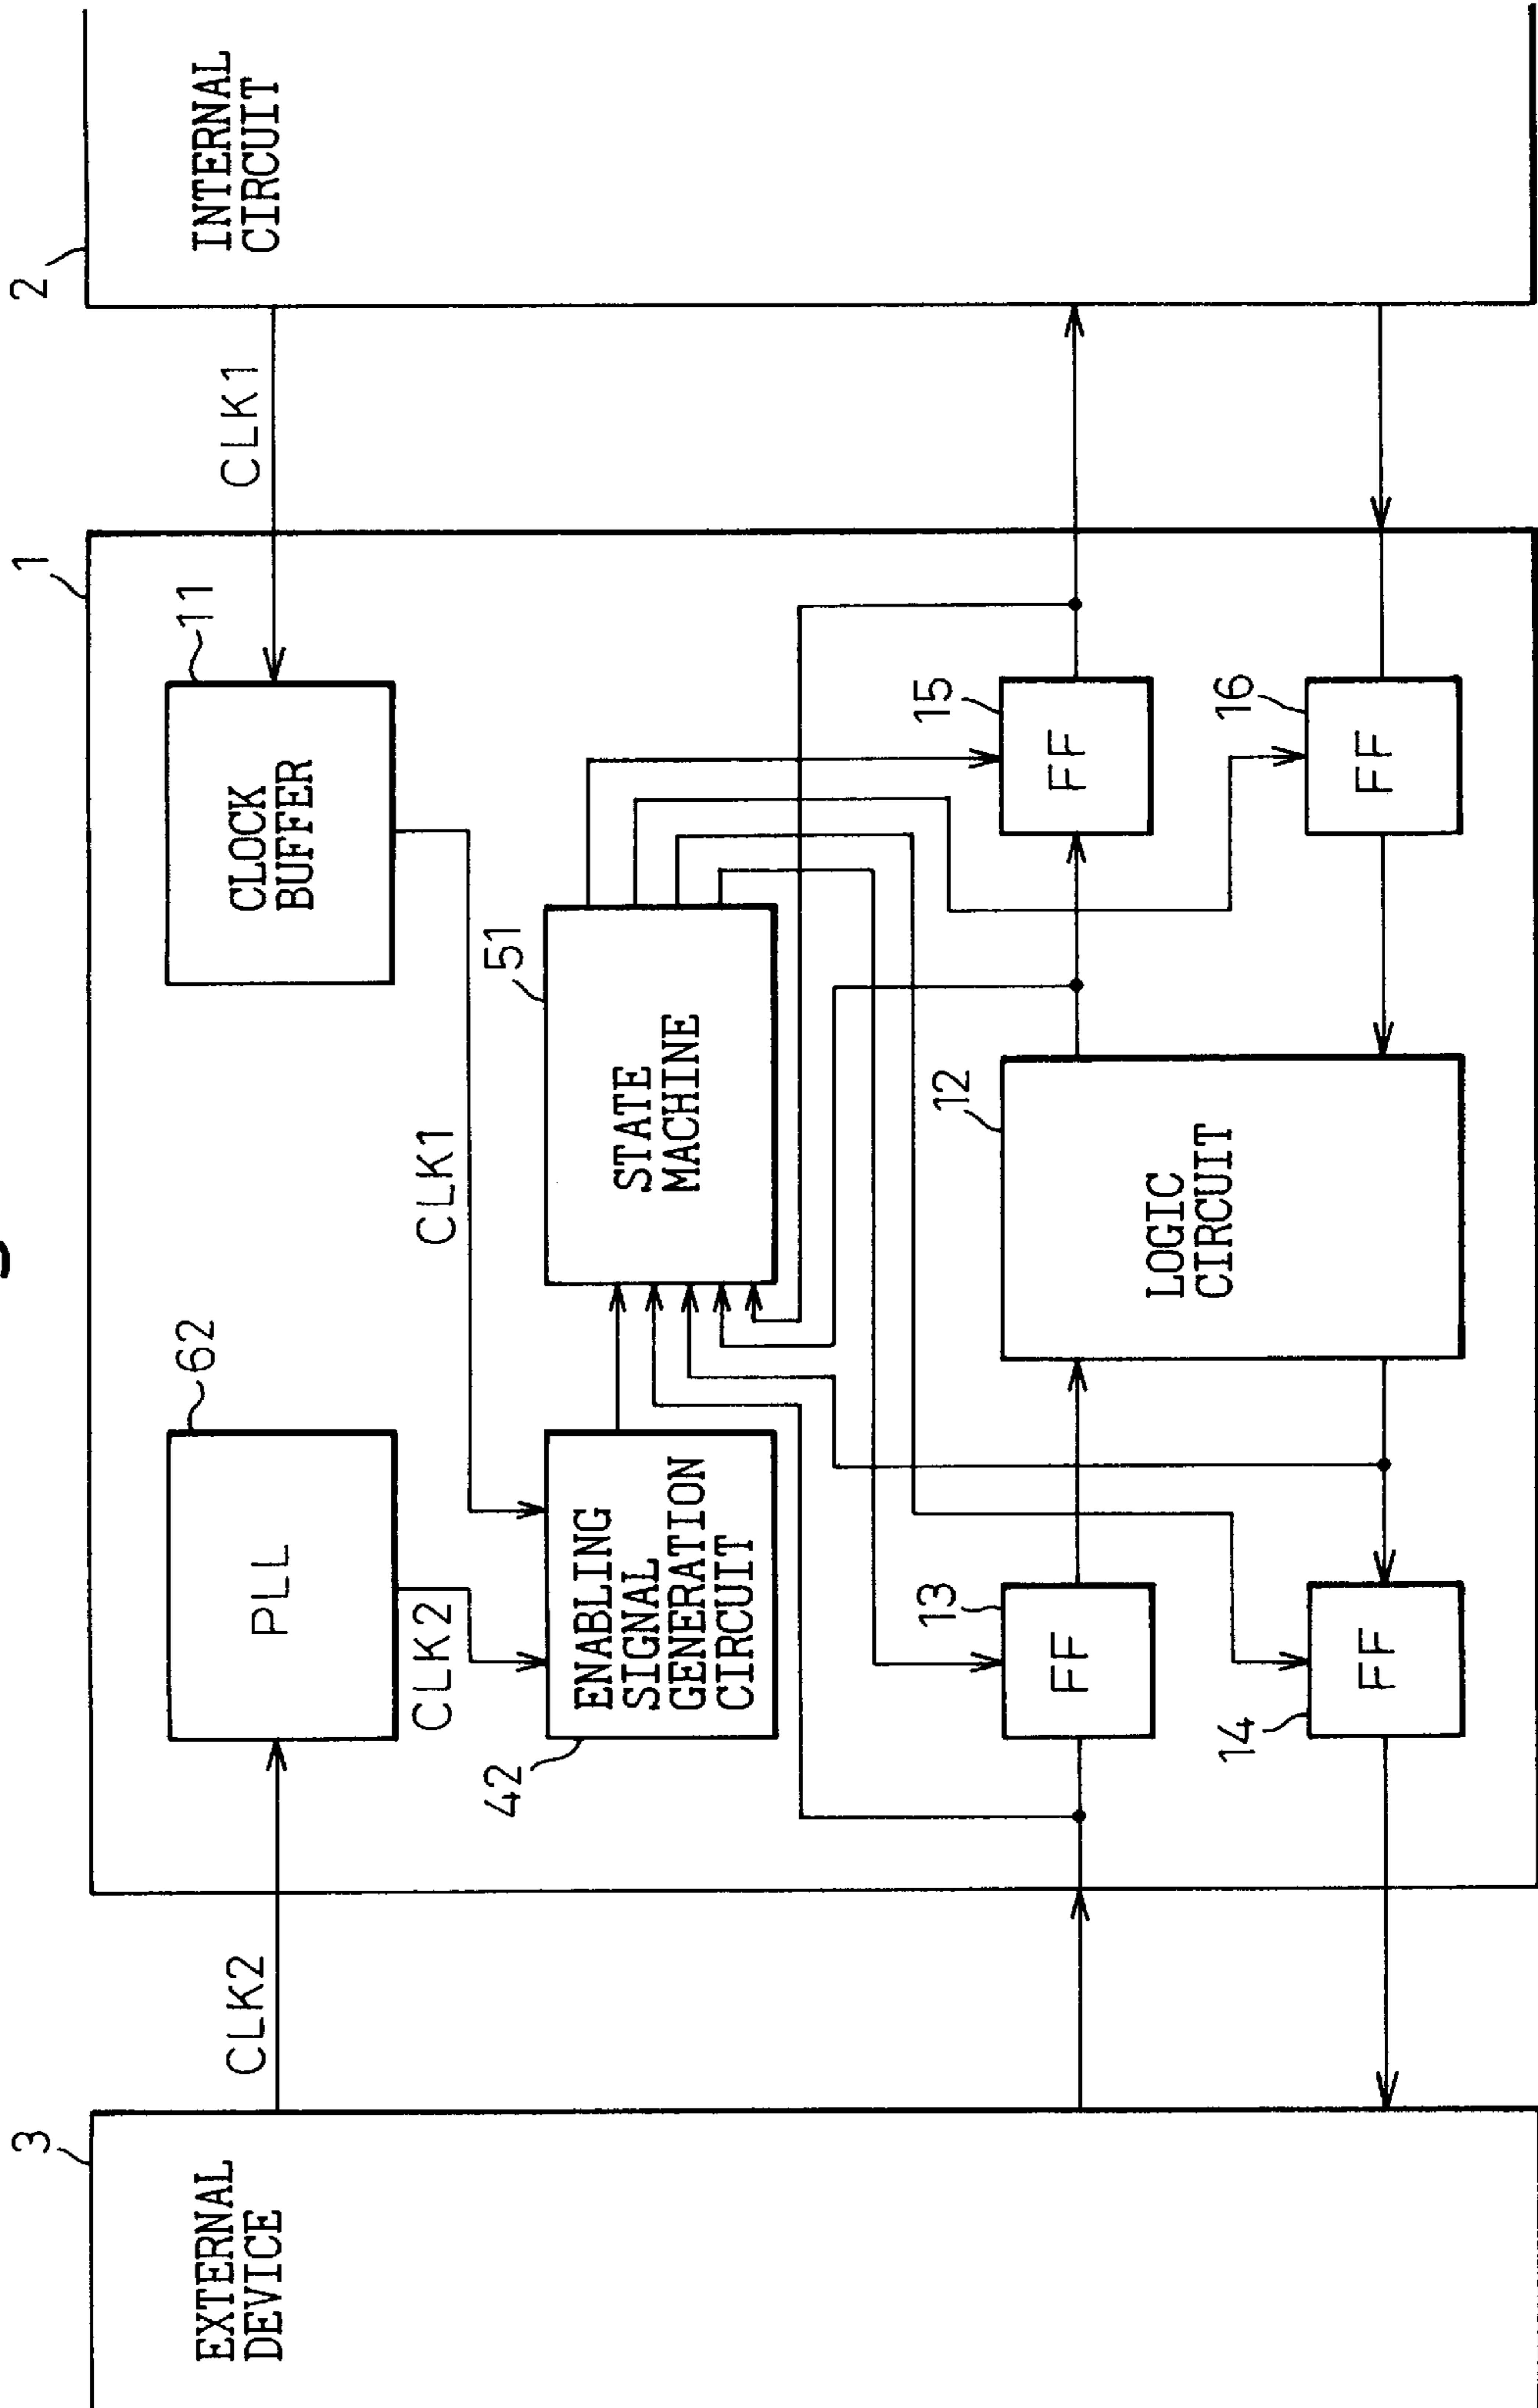 3
EXTERNAL
DEVICE
CLK2
1
PLL
62
CLK2
CLOCK
BUFFER
11
CLK1
ENABLING
SIGNAL
GENERATION
CIRCUIT
42
CLK1
STATE
MACHINE
51
FF
13
FF
14
LOGIC
CIRCUIT
12
FF
15
FF
16
2
INTERNAL
CIRCUIT